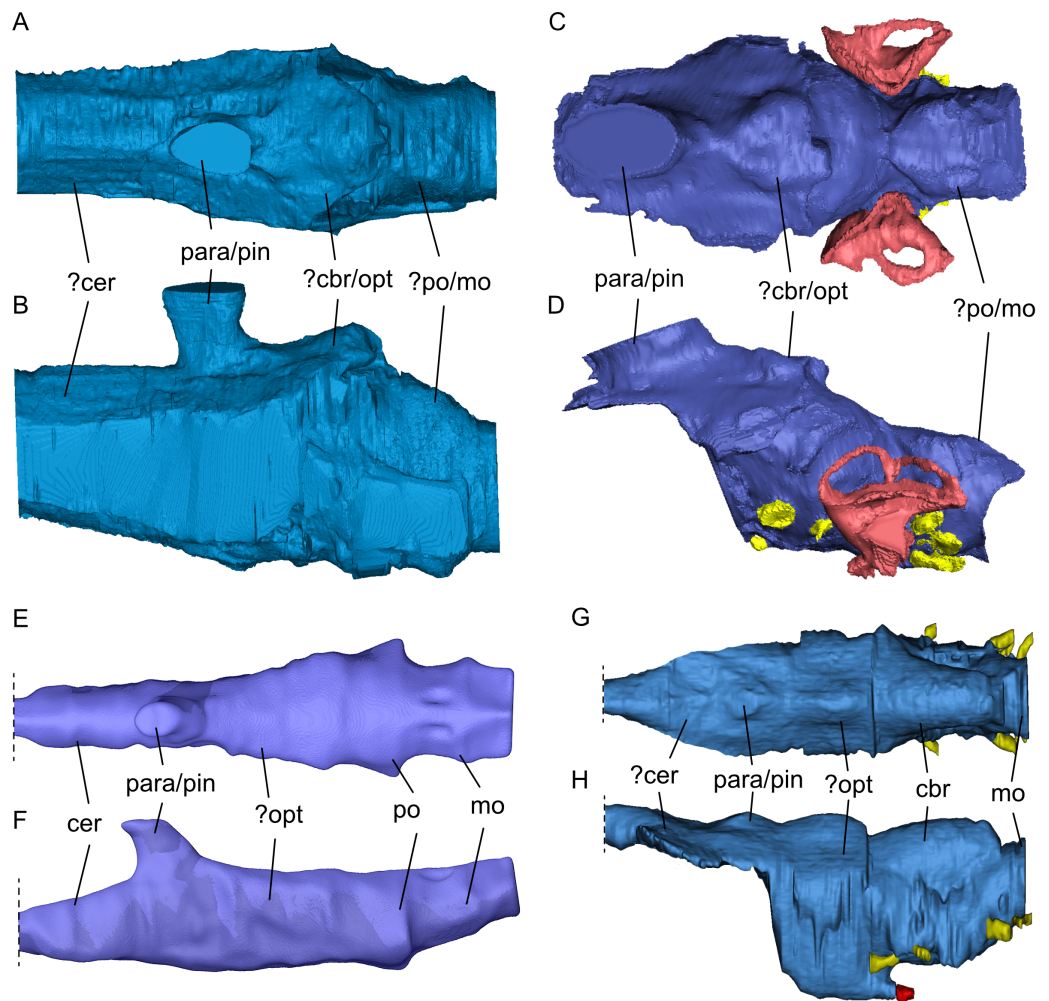 A
C
para/pin
?cer
?cbr/opt
?po/mo
para/pin
?cbr/opt
?po/mo
B
D
E
G
para/pin
cer
?opt
po
mo
?cer
para/pin
?opt
cbr
mo
F
H